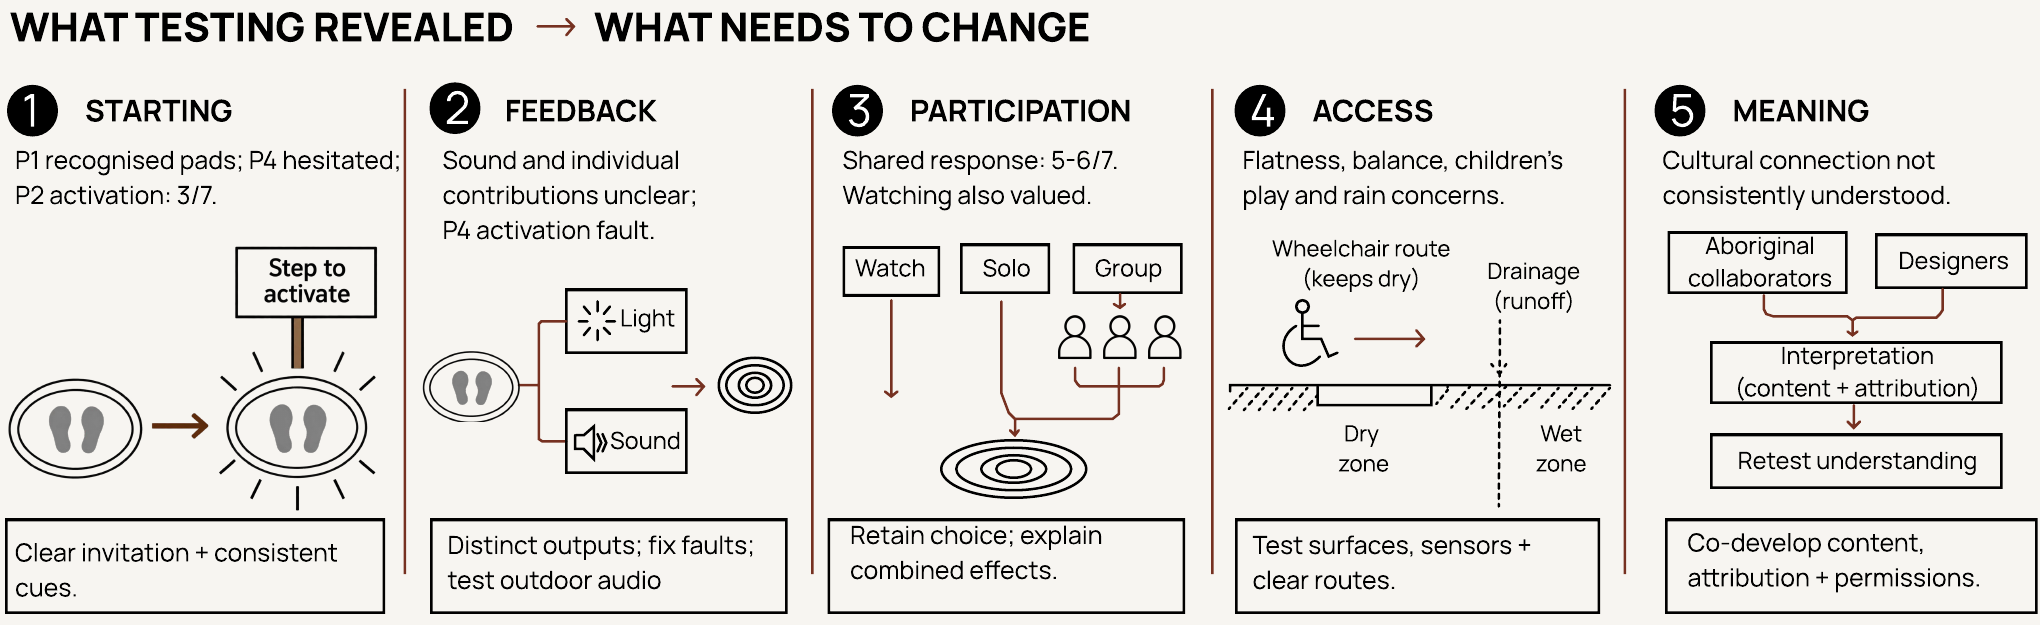 WHAT TESTING REVEALED → WHAT NEEDS TO CHANGE
1 STARTING
P1 recognised pads; P4 hesitated;
P2 activation: 3/7.
Step to
activate
Clear invitation + consistent
cues.
2 FEEDBACK
Sound and individual
contributions unclear;
P4 activation fault.
Light
Sound
Distinct outputs; fix faults;
test outdoor audio
3 PARTICIPATION
Shared response: 5-6/7.
Watching also valued.
Watch
Solo
Group
Retain choice; explain
combined effects.
4 ACCESS
Flatness, balance, children's
play and rain concerns.
Wheelchair route
(keeps dry)
Drainage
(runoff)
Dry
zone
Wet
zone
Test surfaces, sensors +
clear routes.
5 MEANING
Cultural connection not
consistently understood.
Aboriginal
collaborators
Designers
Interpretation
(content + attribution)
Retest understanding
Co-develop content,
attribution + permissions.